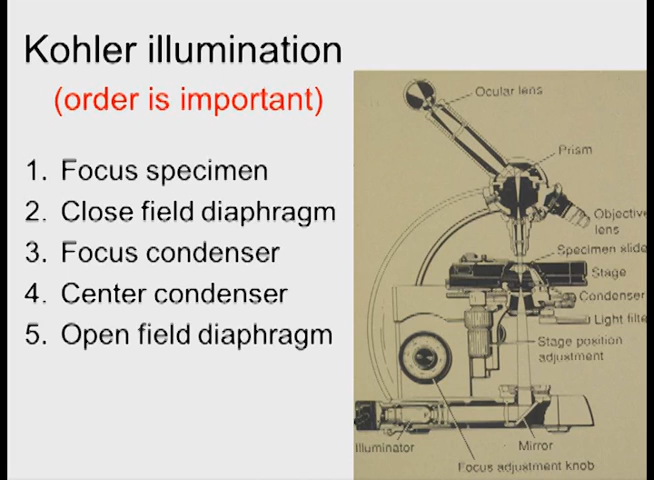 Kohler illumination
(order is important)
1. Focus specimen
2. Close field diaphragm
3. Focus condenser
4. Center condenser
5. Open field diaphragm
Ocular lens
Prism
Objective
lens
Specimen slide
Stage
Condenser
Light filte
Stage position
adjustment
Illuminator
Mirror
Focus adjustment knob